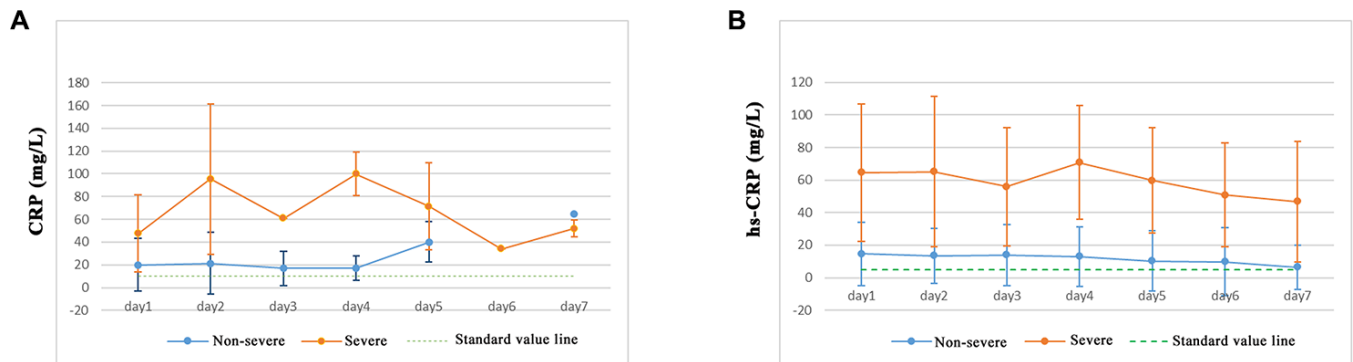 A
CRP (mg/L)
180
160
140
120
100
80
60
40
20
0
-20
day1 day2 day3 day4 day5 day6 day7
Non-severe Severe Standard value line
B
hs-CRP (mg/L)
120
100
80
60
40
20
0
-20
day1 day2 day3 day4 day5 day6 day7
Non-severe Severe Standard value line